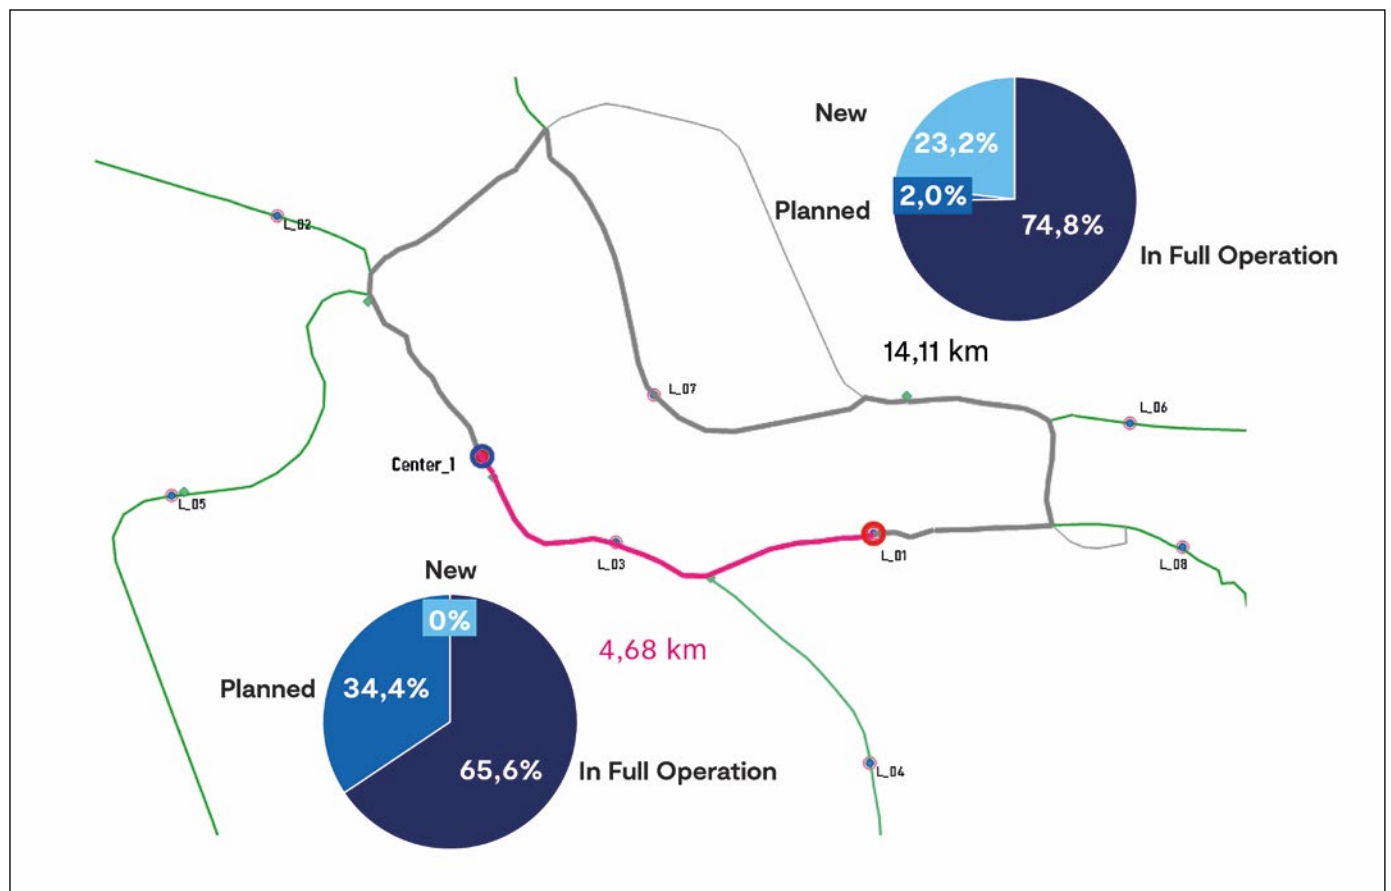 New
23,2%
2,0%
Planned
74,8%
In Full Operation
L_02
14,11 km
L_07
L_06
Center_1
L_05
L_03
L_01
L_08
New
0%
4,68 km
Planned
34,4%
65,6%
In Full Operation
L_04